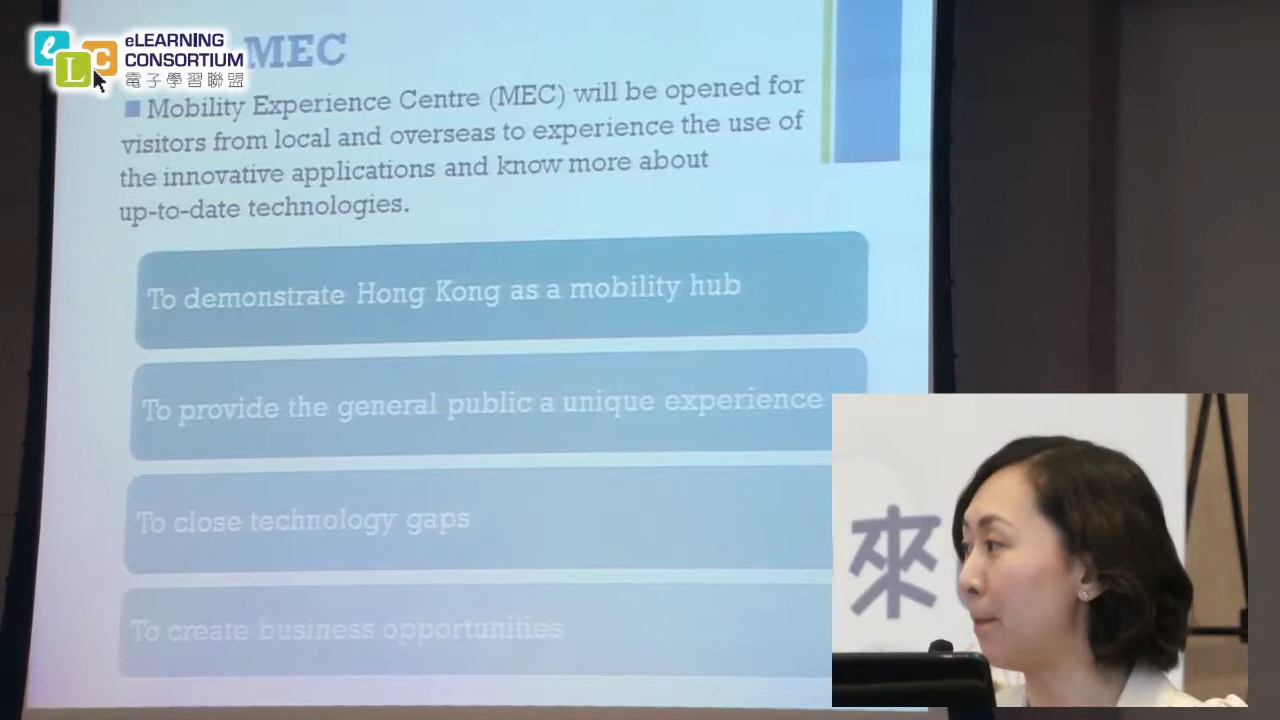 eLEARNING
CONSORTIUM
電子學習聯盟
e
L
C
MEC
Mobility Experience Centre (MEC) will be opened for
visitors from local and overseas to experience the use of
the innovative applications and know more about
up-to-date technologies.
To demonstrate Hong Kong as a mobility hub
To provide the general public a unique experience
To close technology gaps
To create business opportunities
來